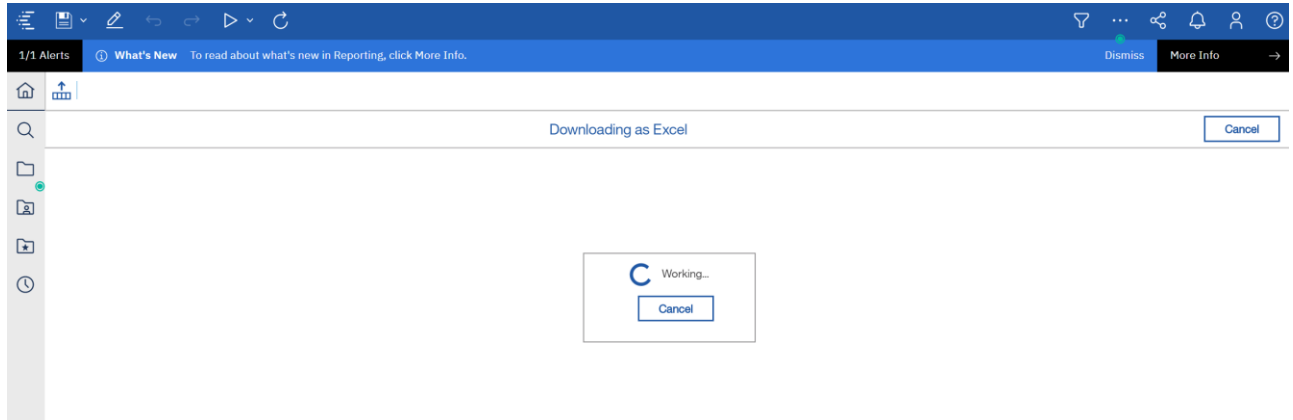 1/1 Alerts What's New To read about what's new in Reporting, click More Info. Dismiss More Info →
Downloading as Excel Cancel
Working...
Cancel